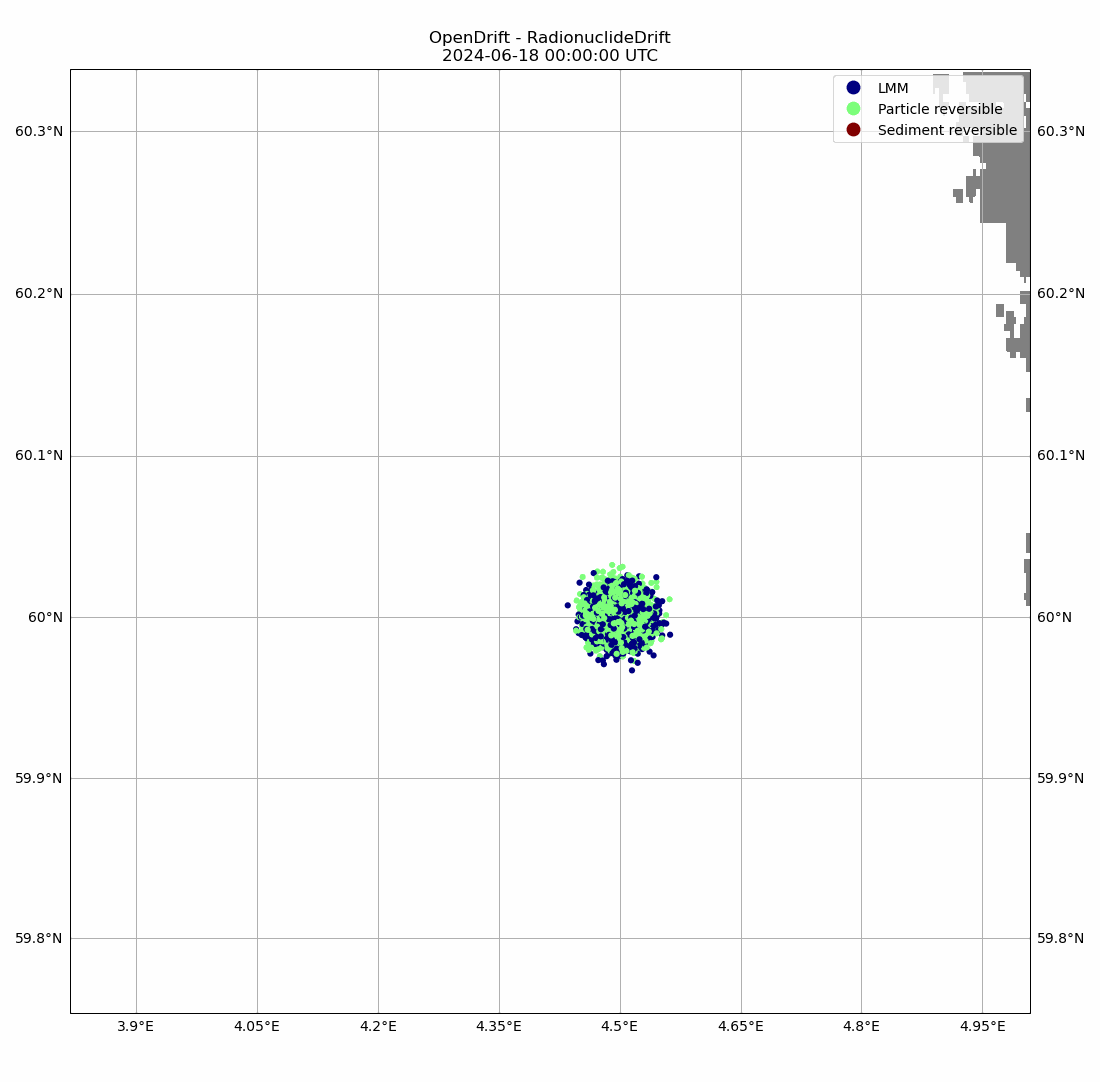 OpenDrift - RadionuclideDrift
2024-06-18 00:00:00 UTC
LMM
Particle reversible
Sediment reversible
60.3°N
60.3°N
60.2°N
60.2°N
60.1°N
60.1°N
60°N
60°N
59.9°N
59.9°N
59.8°N
59.8°N
3.9°E 4.05°E 4.2°E 4.35°E 4.5°E 4.65°E 4.8°E 4.95°E